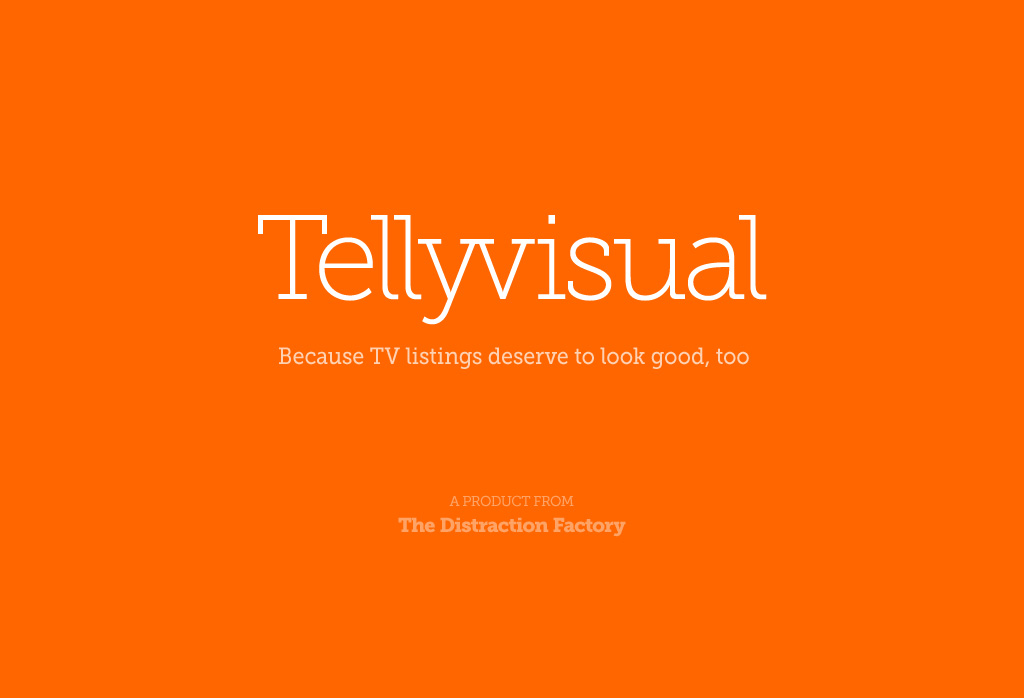 Tellyvisual
Because TV listings deserve to look good, too
A PRODUCT FROM
The Distraction Factory